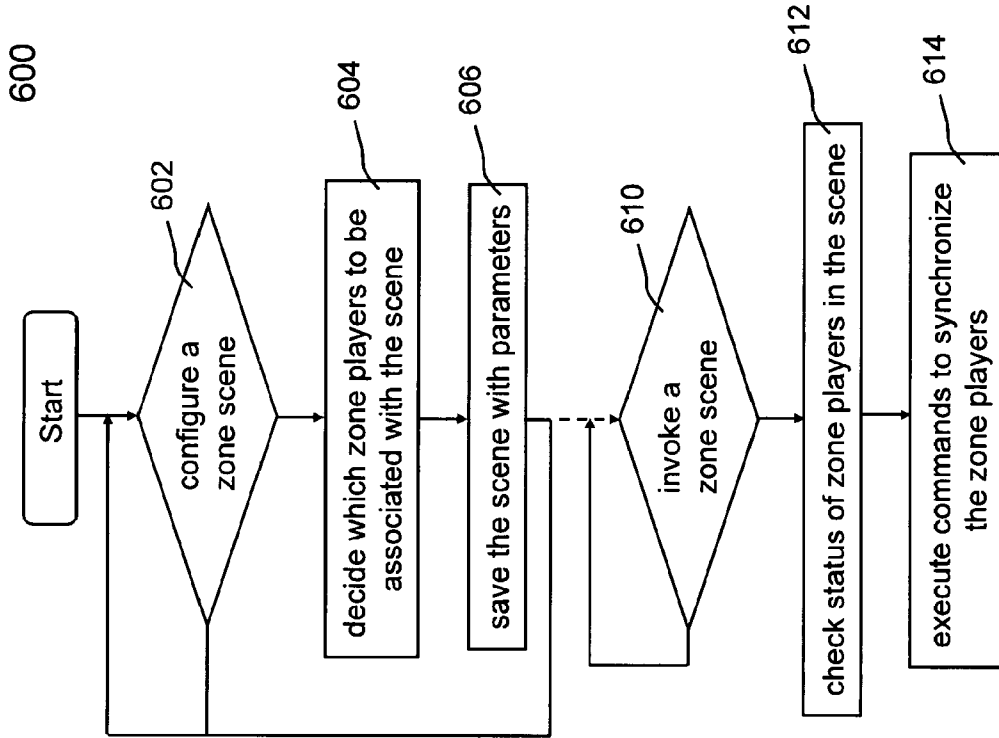 600
Start
configure a
zone scene
602
decide which zone players to be
associated with the scene
604
save the scene with parameters
606
invoke a
zone scene
610
check status of zone players in the scene
612
execute commands to synchronize
the zone players
614